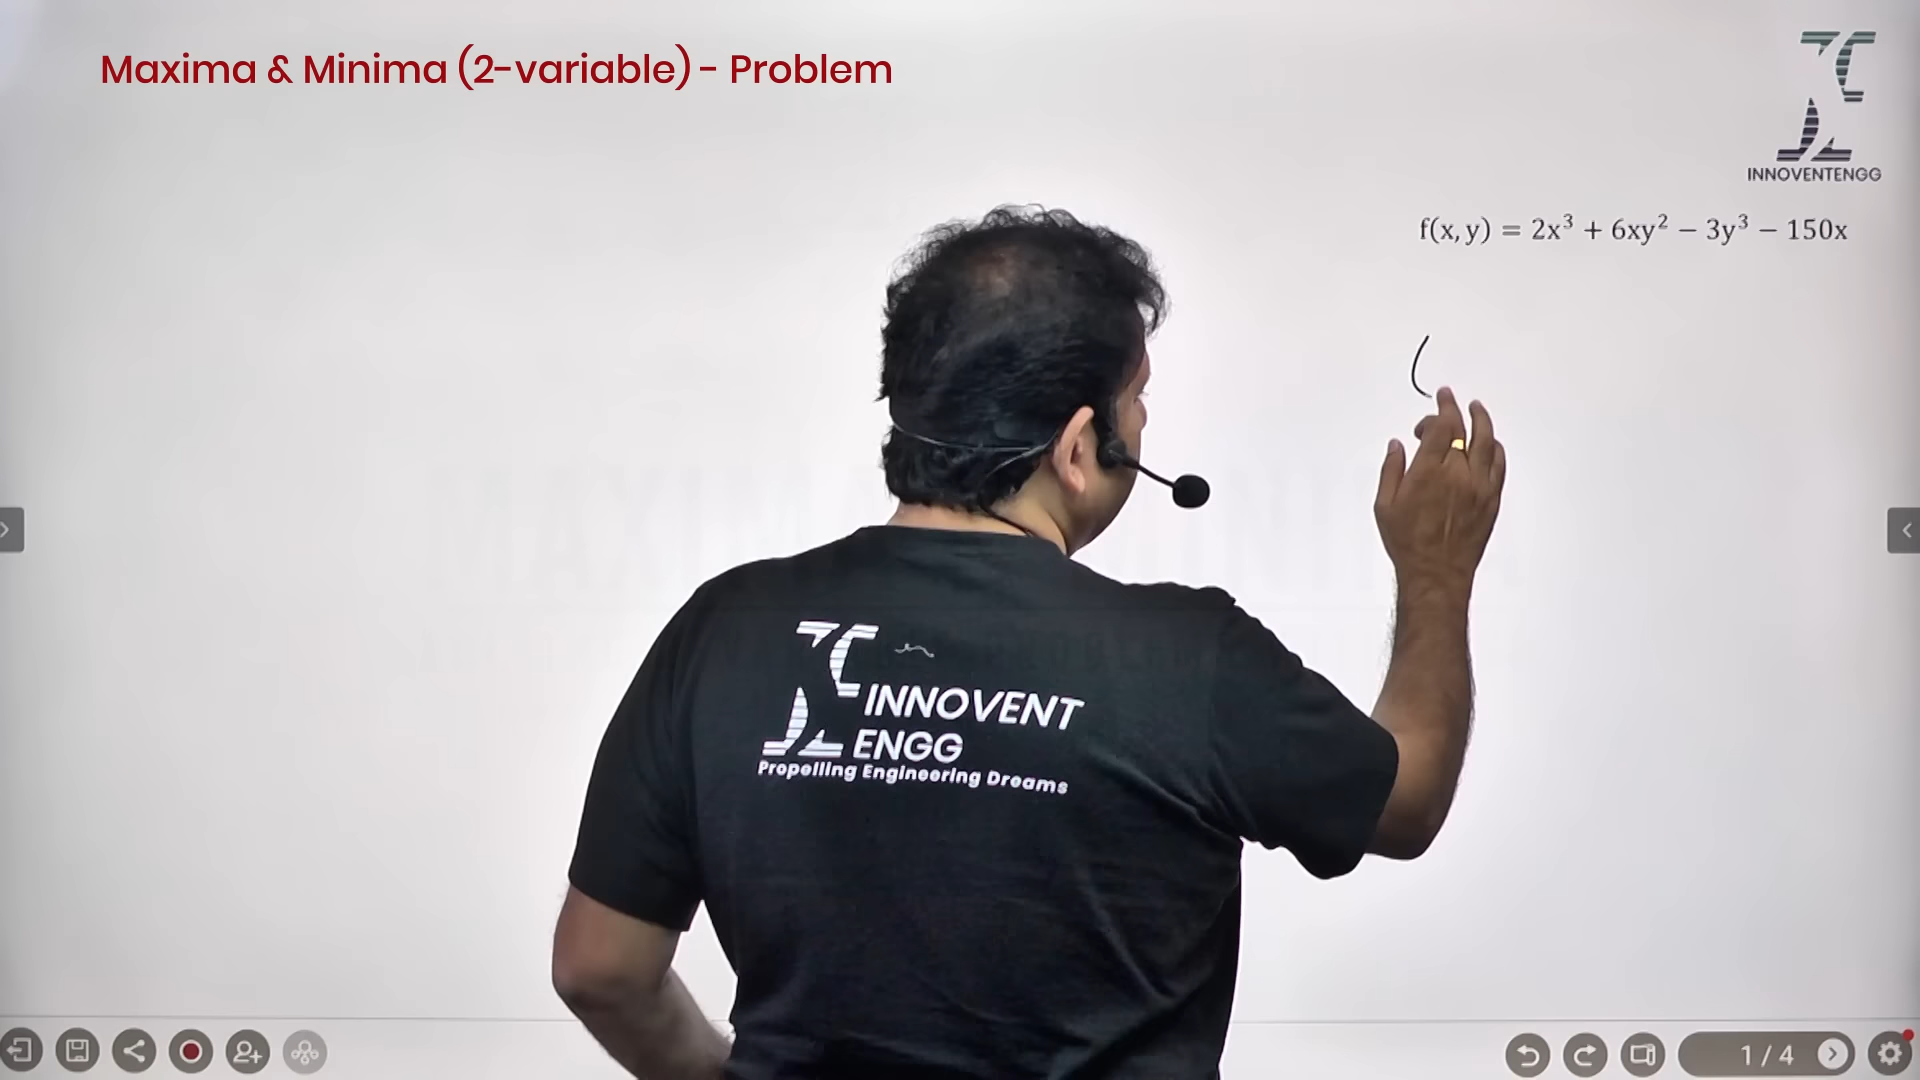 Maxima & Minima (2-variable) - Problem
INNOVENTENGG
f(x, y) = 2x³ + 6xy² − 3y³ − 150x
(
INNOVENT
ENGG
Propelling Engineering Dreams
1 / 4